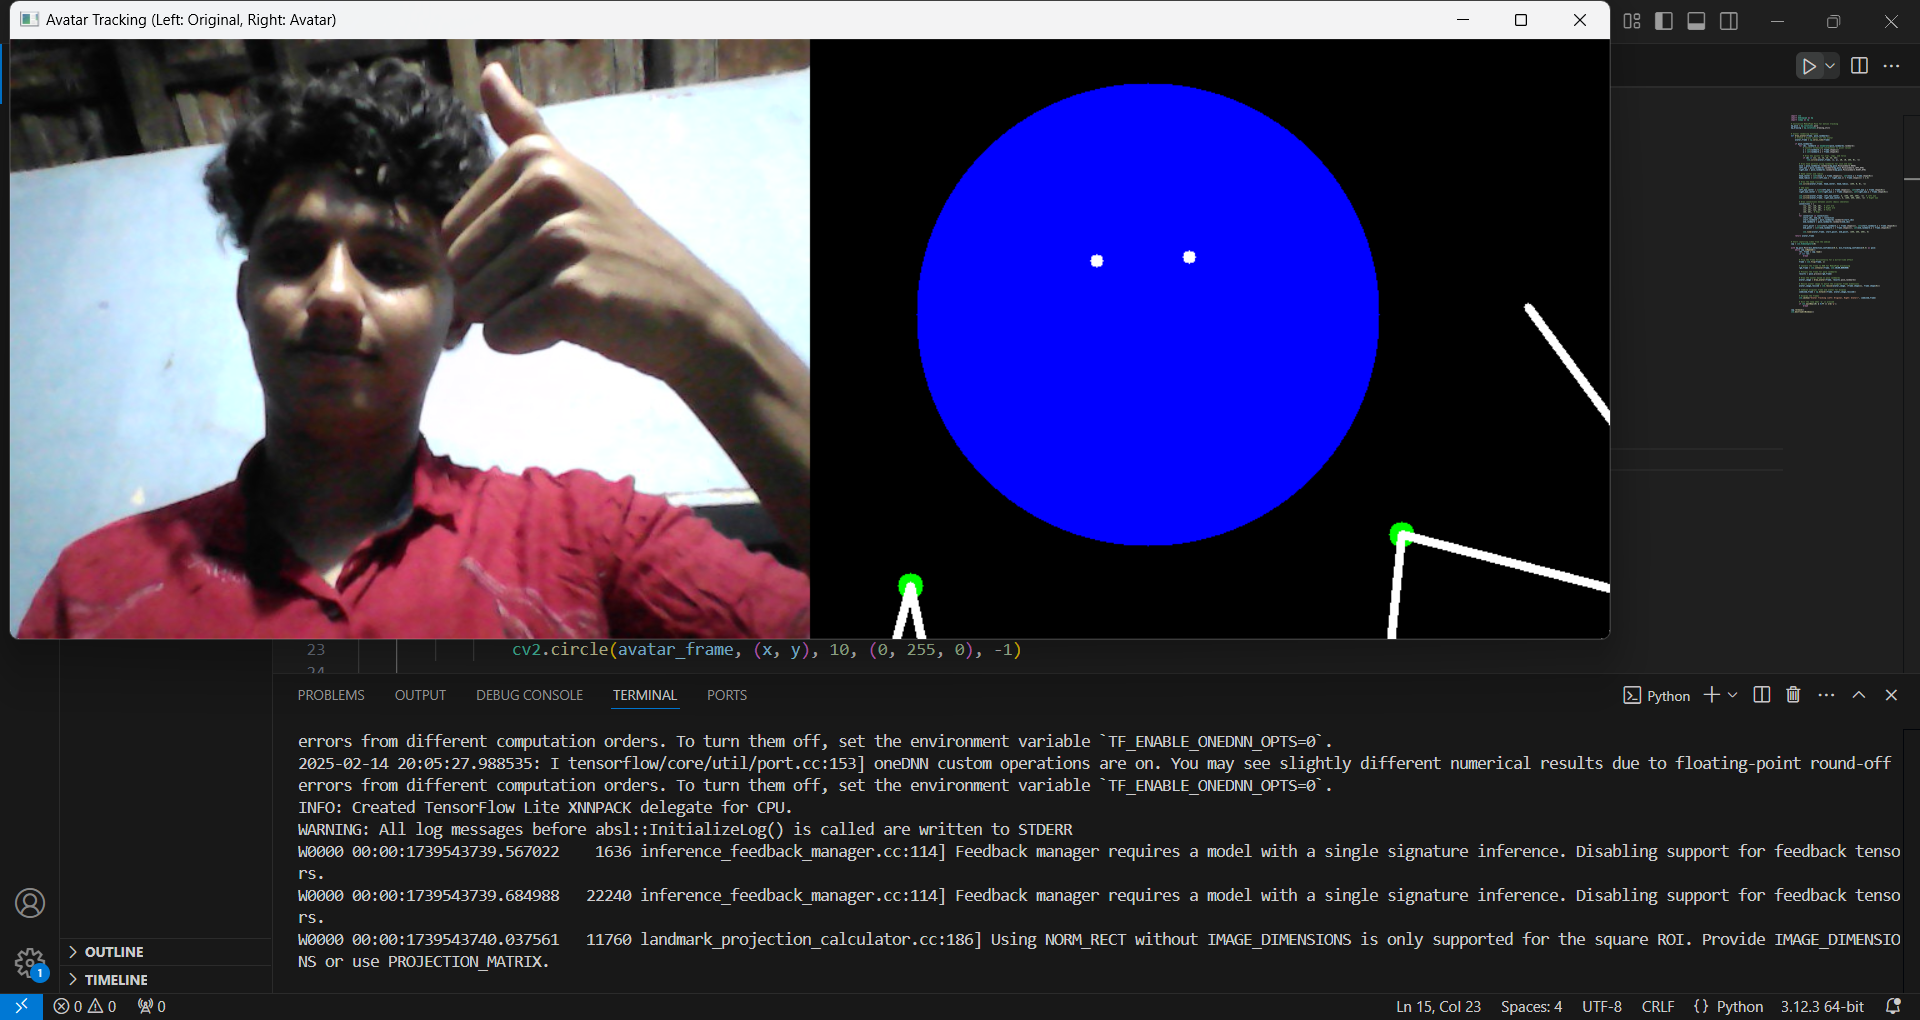 Avatar Tracking (Left: Original, Right: Avatar)
23
cv2.circle(avatar_frame, (x, y), 10, (0, 255, 0), -1)
24
PROBLEMS OUTPUT DEBUG CONSOLE TERMINAL PORTS
Python
errors from different computation orders. To turn them off, set the environment variable `TF_ENABLE_ONEDNN_OPTS=0`.
2025-02-14 20:05:27.988535: I tensorflow/core/util/port.cc:153] oneDNN custom operations are on. You may see slightly different numerical results due to floating-point round-off
errors from different computation orders. To turn them off, set the environment variable `TF_ENABLE_ONEDNN_OPTS=0`.
INFO: Created TensorFlow Lite XNNPACK delegate for CPU.
WARNING: All log messages before absl::InitializeLog() is called are written to STDERR
W0000 00:00:1739543739.567022    1636 inference_feedback_manager.cc:114] Feedback manager requires a model with a single signature inference. Disabling support for feedback tenso
rs.
W0000 00:00:1739543739.684988   22240 inference_feedback_manager.cc:114] Feedback manager requires a model with a single signature inference. Disabling support for feedback tenso
rs.
W0000 00:00:1739543740.037561   11760 landmark_projection_calculator.cc:186] Using NORM_RECT without IMAGE_DIMENSIONS is only supported for the square ROI. Provide IMAGE_DIMENSIO
NS or use PROJECTION_MATRIX.
OUTLINE
1
TIMELINE
0 0 0 Ln 15, Col 23 Spaces: 4 UTF-8 CRLF {} Python 3.12.3 64-bit